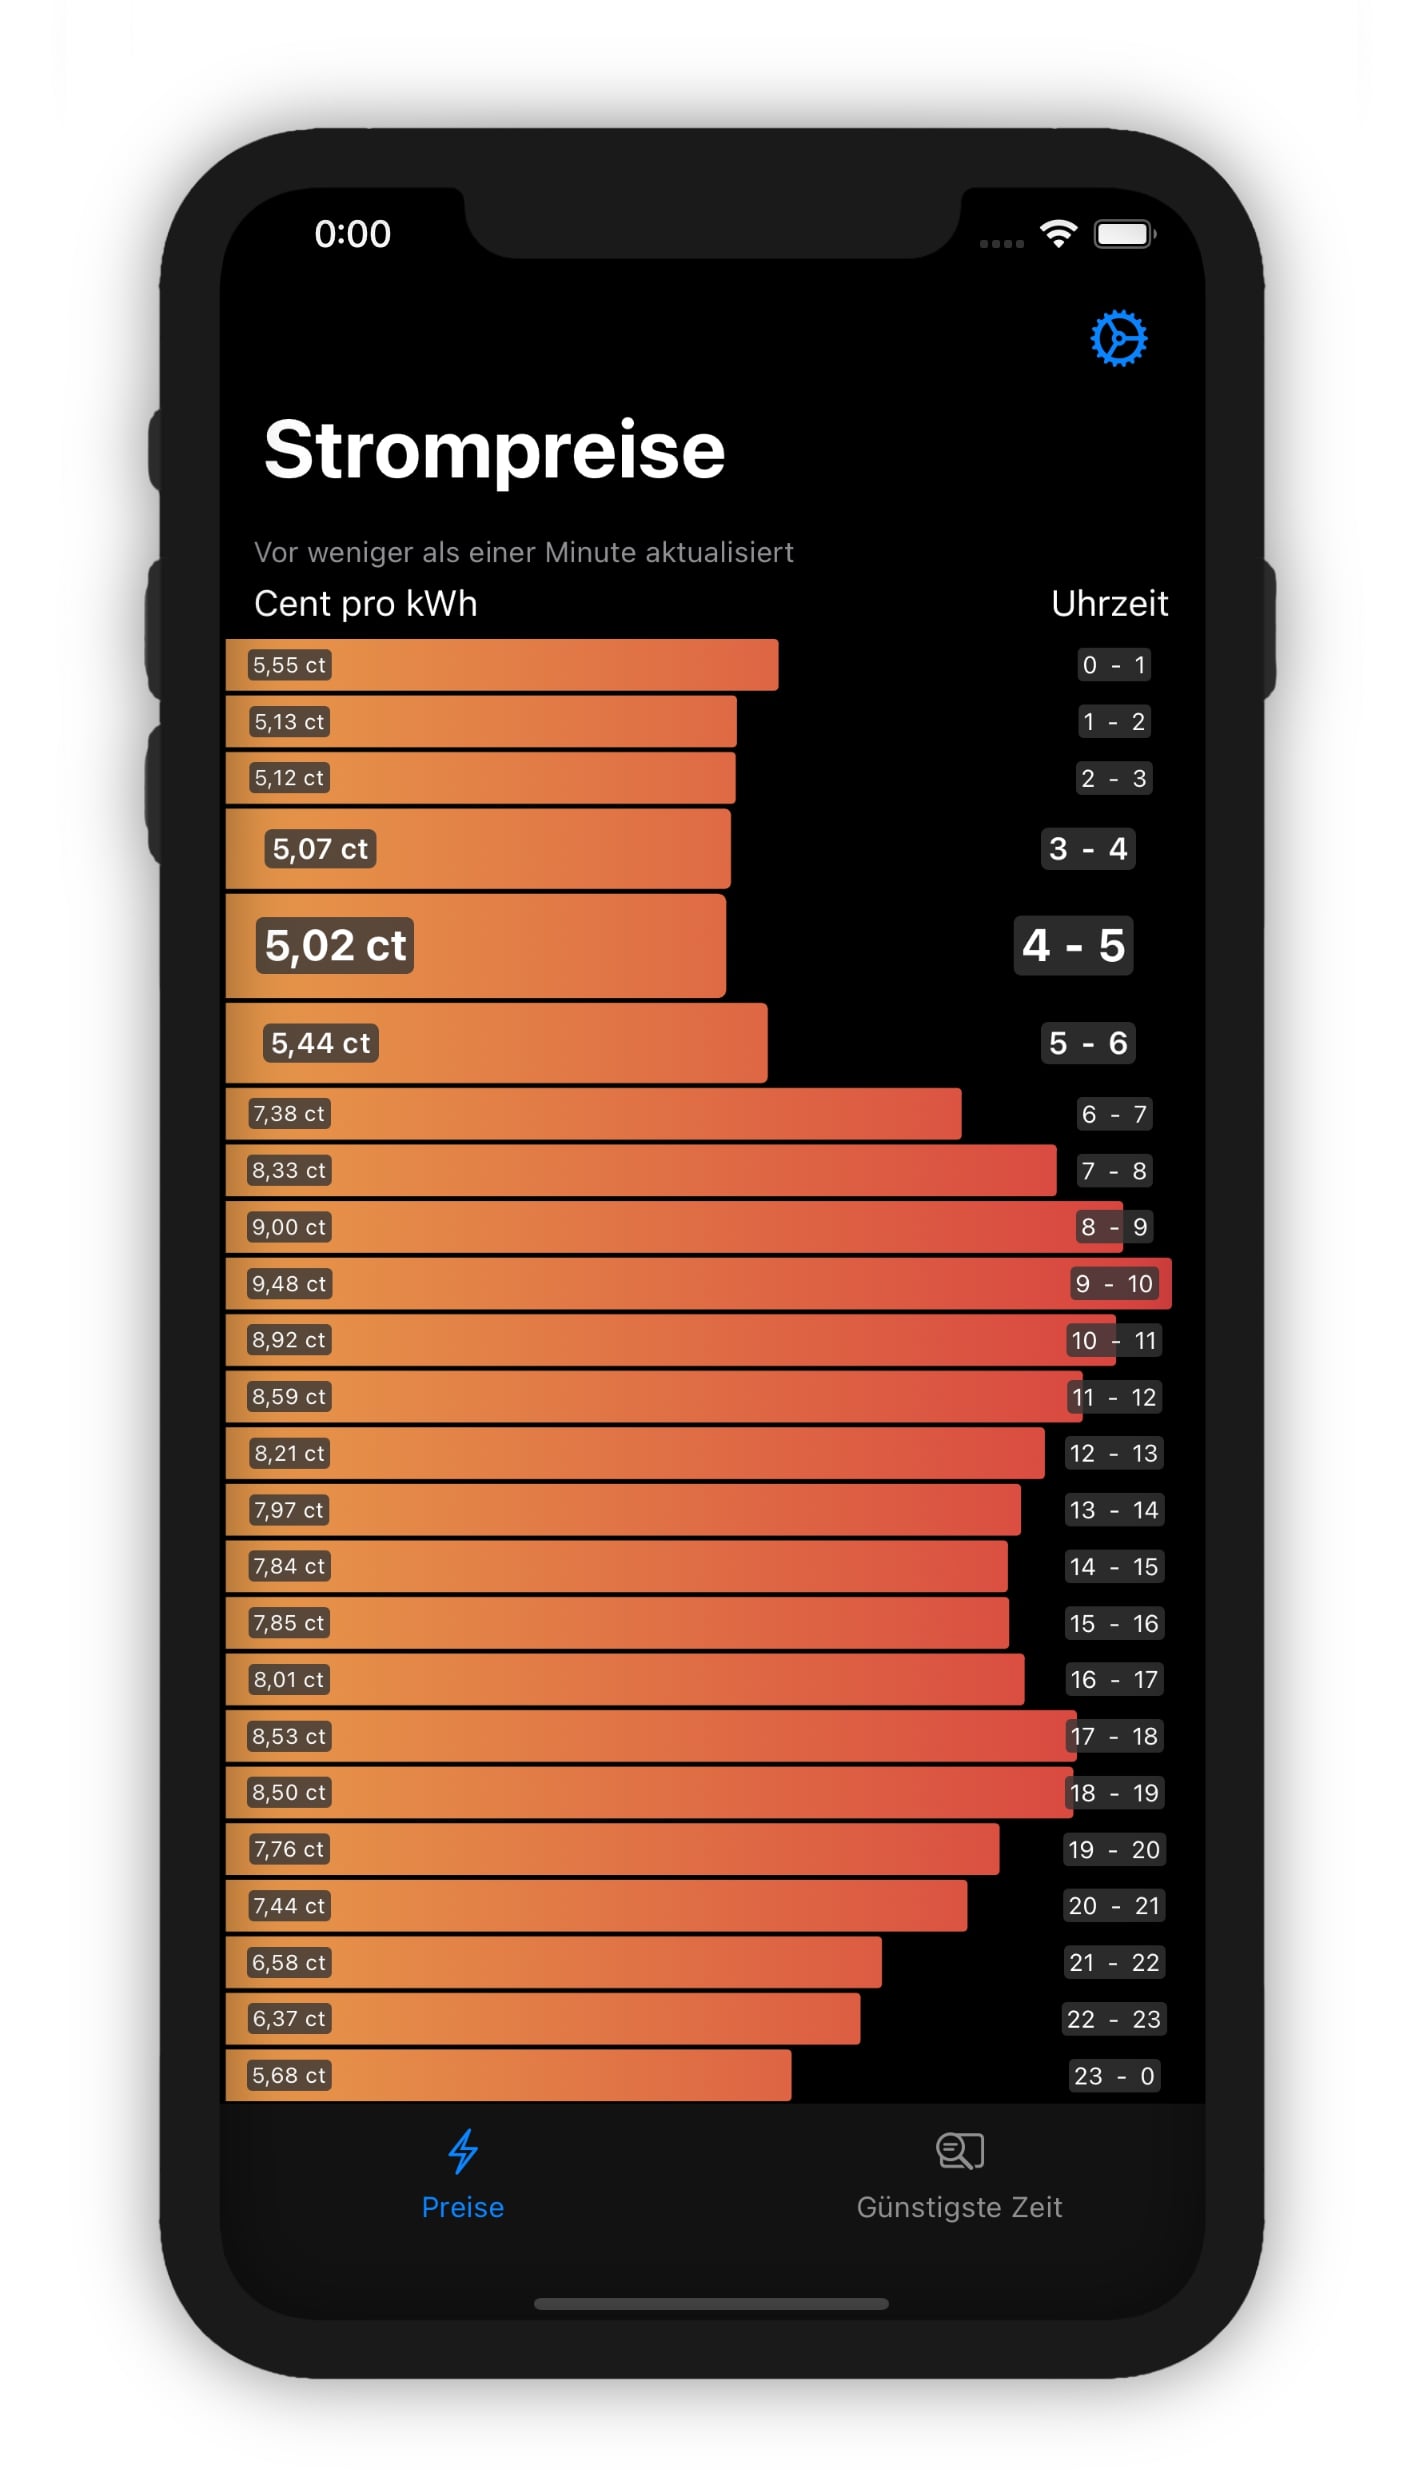 0:00
Strompreise
Vor weniger als einer Minute aktualisiert
Cent pro kWh Uhrzeit
5,55 ct 0 - 1
5,13 ct 1 - 2
5,12 ct 2 - 3
5,07 ct 3 - 4
5,02 ct 4 - 5
5,44 ct 5 - 6
7,38 ct 6 - 7
8,33 ct 7 - 8
9,00 ct 8 - 9
9,48 ct 9 - 10
8,92 ct 10 - 11
8,59 ct 11 - 12
8,21 ct 12 - 13
7,97 ct 13 - 14
7,84 ct 14 - 15
7,85 ct 15 - 16
8,01 ct 16 - 17
8,53 ct 17 - 18
8,50 ct 18 - 19
7,76 ct 19 - 20
7,44 ct 20 - 21
6,58 ct 21 - 22
6,37 ct 22 - 23
5,68 ct 23 - 0
Preise Günstigste Zeit